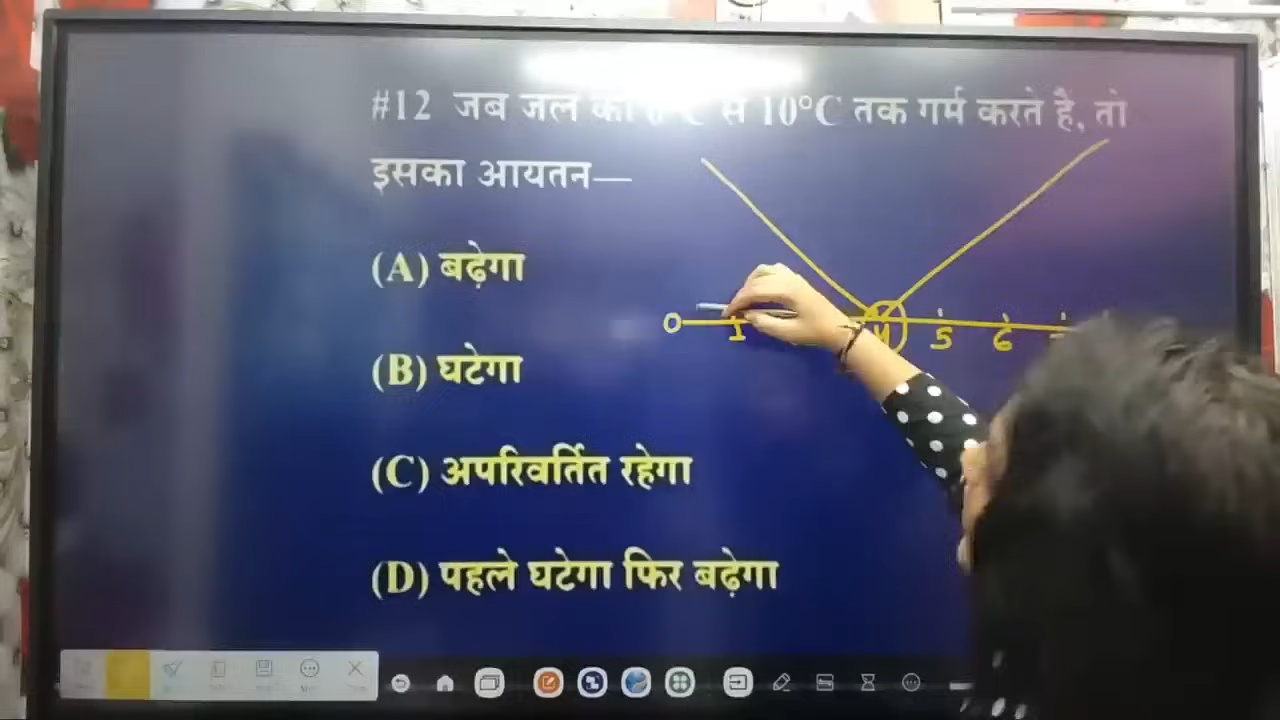 #12 जब जल को 0°C से 10°C तक गर्म करते है, तो
इसका आयतन—
(A) बढ़ेगा
(B) घटेगा
(C) अपरिवर्तित रहेगा
(D) पहले घटेगा फिर बढ़ेगा
0 1 4 5 6